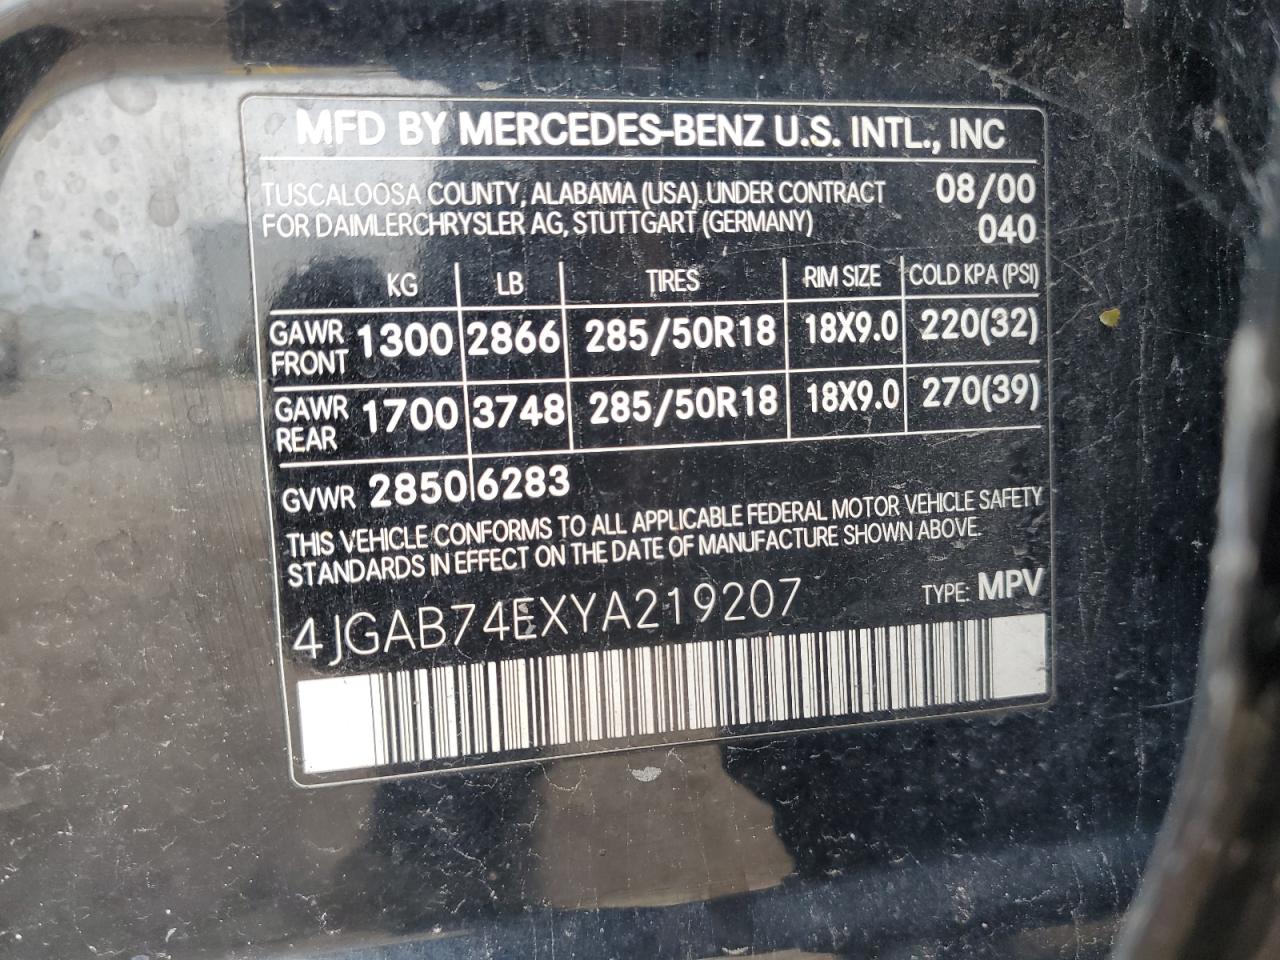 MFD BY MERCEDES-BENZ U.S. INTL., INC
TUSCALOOSA COUNTY, ALABAMA (USA), UNDER CONTRACT 08/00
FOR DAIMLERCHRYSLER AG, STUTTGART (GERMANY) 040
KG LB TIRES RIM SIZE COLD KPA (PSI)
GAWR FRONT 1300 2866 285/50R18 18X9.0 220(32)
GAWR REAR 1700 3748 285/50R18 18X9.0 270(39)
GVWR 2850 6283
THIS VEHICLE CONFORMS TO ALL APPLICABLE FEDERAL MOTOR VEHICLE SAFETY
STANDARDS IN EFFECT ON THE DATE OF MANUFACTURE SHOWN ABOVE.
4JGAB74EXYA219207 TYPE: MPV